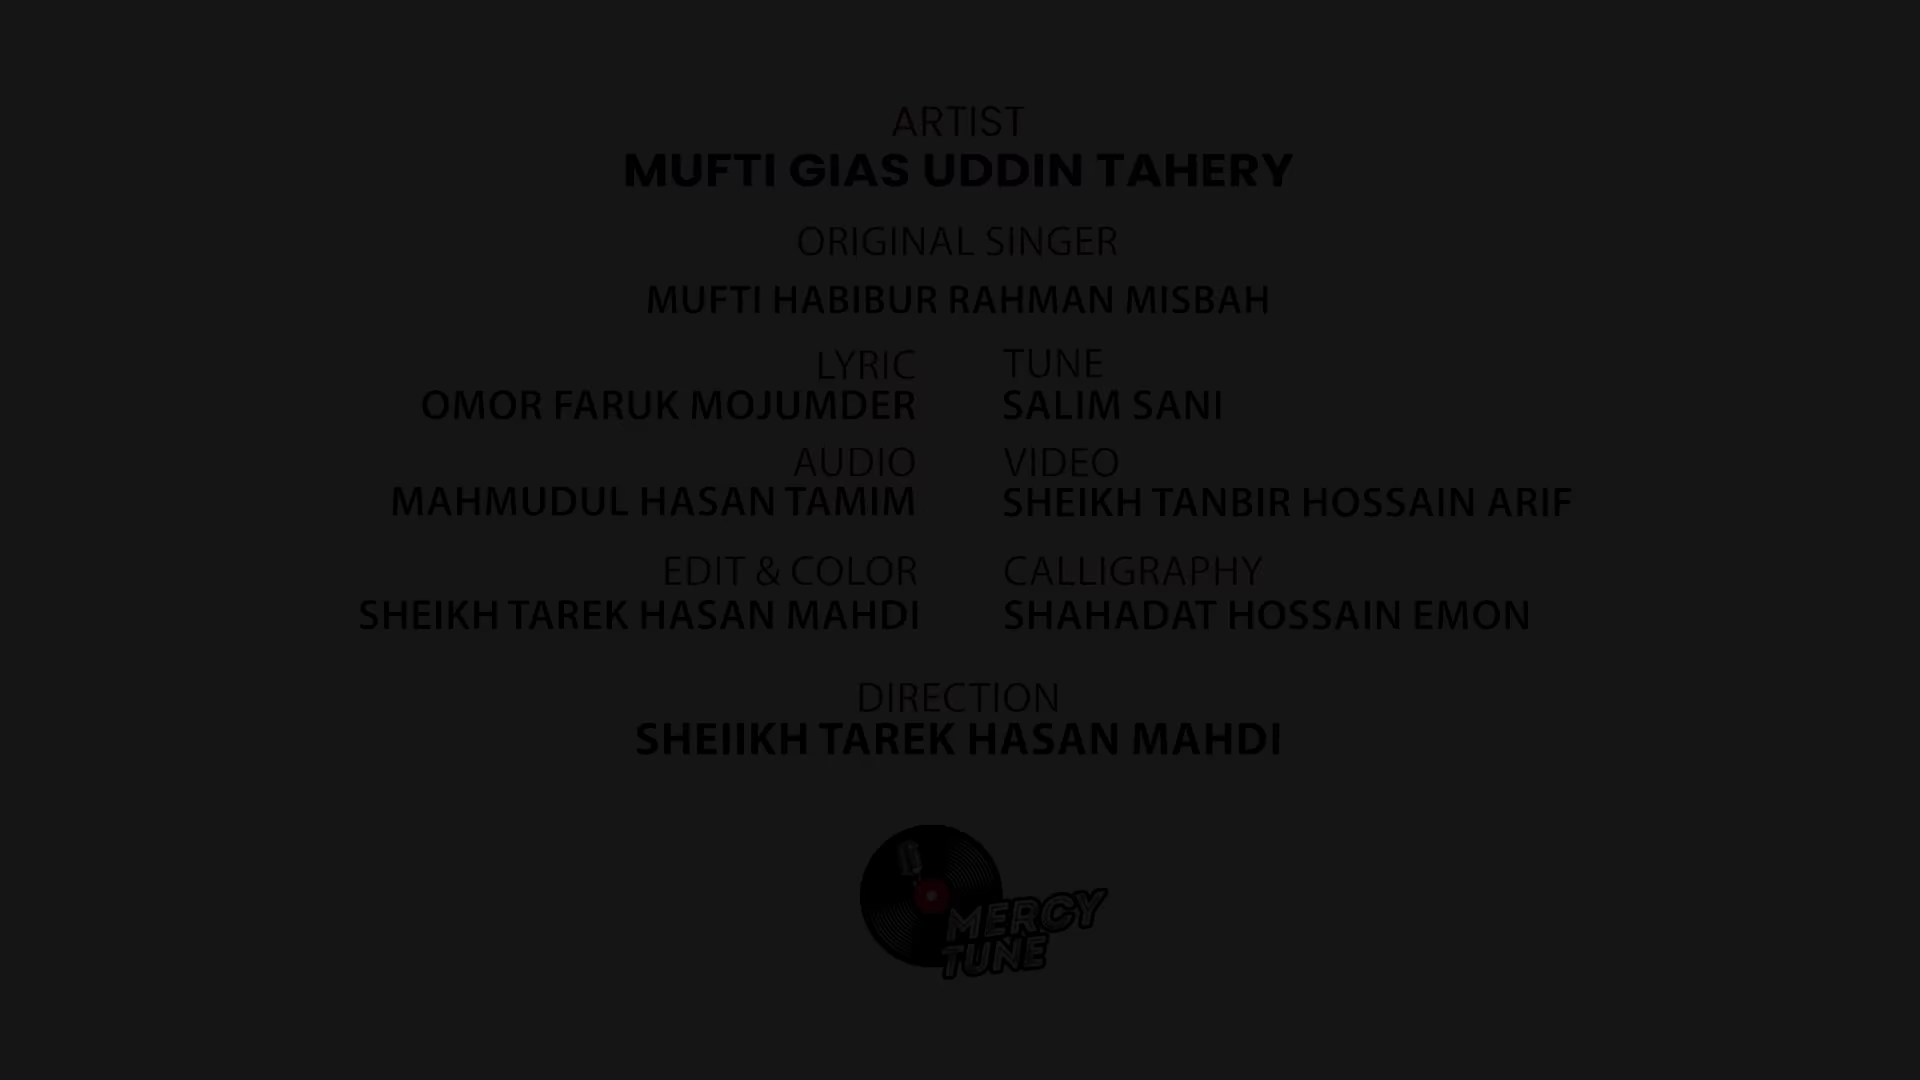 ARTIST
MUFTI GIAS UDDIN TAHERY
ORIGINAL SINGER
MUFTI HABIBUR RAHMAN MISBAH
LYRIC
OMOR FARUK MOJUMDER
TUNE
SALIM SANI
AUDIO
MAHMUDUL HASAN TAMIM
VIDEO
SHEIKH TANBIR HOSSAIN ARIF
EDIT & COLOR
SHEIKH TAREK HASAN MAHDI
CALLIGRAPHY
SHAHADAT HOSSAIN EMON
DIRECTION
SHEIIKH TAREK HASAN MAHDI
MERCY
TUNE